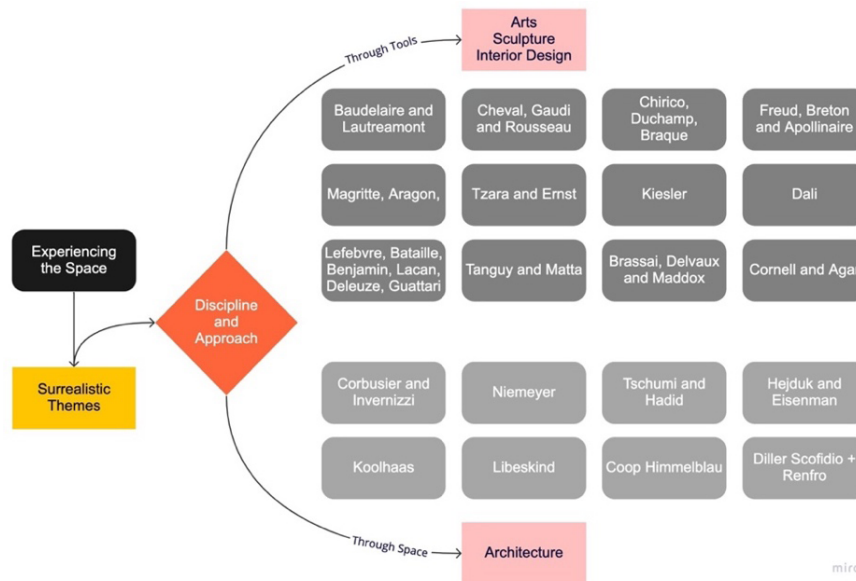 Arts
Sculpture
Interior Design
Through Tools
Baudelaire and
Lautreamont
Cheval, Gaudi
and Rousseau
Chirico,
Duchamp,
Braque
Freud, Breton
and Apollinaire
Magritte, Aragon,
Tzara and Ernst
Kiesler
Dali
Experiencing
the Space
Lefebvre, Bataille,
Benjamin, Lacan,
Deleuze, Guattari
Tanguy and Matta
Brassai, Delvaux
and Maddox
Cornell and Agar
Discipline
and
Approach
Surrealistic
Themes
Corbusier and
Invernizzi
Niemeyer
Tschumi and
Hadid
Hejduk and
Eisenman
Koolhaas
Libeskind
Coop Himmelblau
Diller Scofidio +
Renfro
Through Space
Architecture